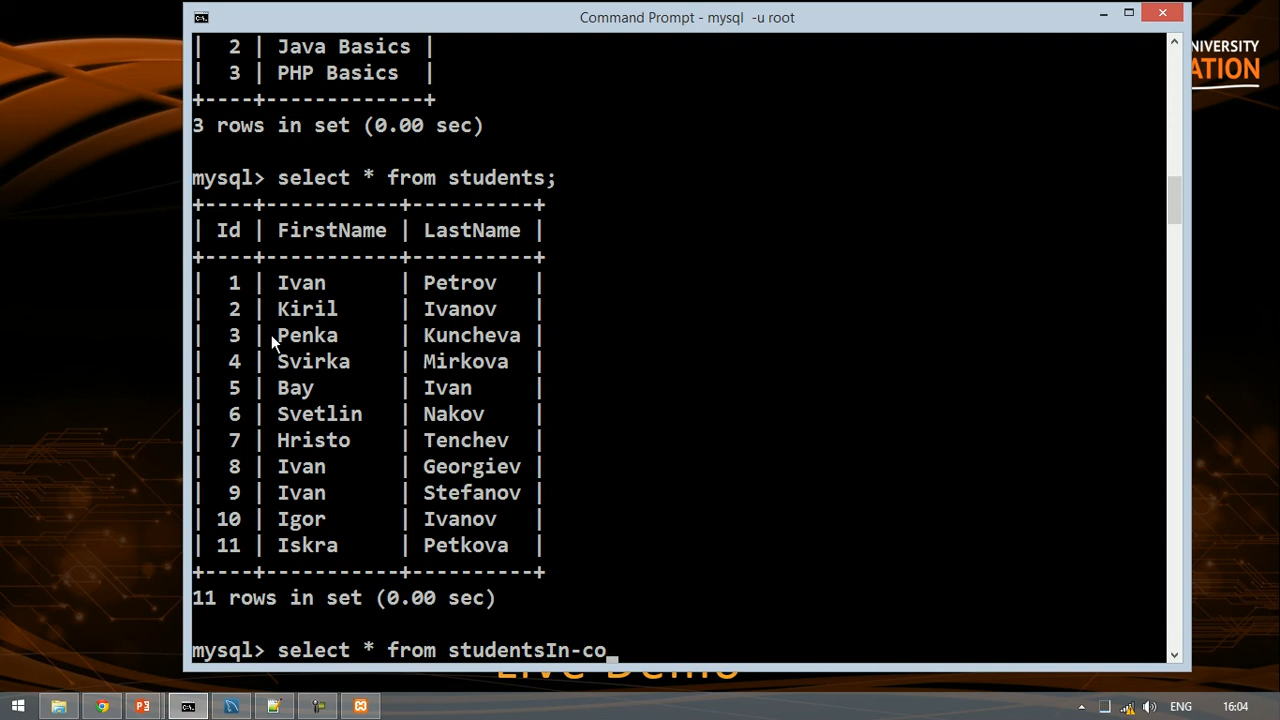 Command Prompt - mysql  -u root
|  2 | Java Basics |
|  3 | PHP Basics  |
+----+-------------+
3 rows in set (0.00 sec)
mysql> select * from students;
+----+-----------+----------+
| Id | FirstName | LastName |
+----+-----------+----------+
|  1 | Ivan      | Petrov   |
|  2 | Kiril     | Ivanov   |
|  3 | Penka     | Kuncheva |
|  4 | Svirka    | Mirkova  |
|  5 | Bay       | Ivan     |
|  6 | Svetlin   | Nakov    |
|  7 | Hristo    | Tenchev  |
|  8 | Ivan      | Georgiev |
|  9 | Ivan      | Stefanov |
| 10 | Igor      | Ivanov   |
| 11 | Iskra     | Petkova  |
+----+-----------+----------+
11 rows in set (0.00 sec)
mysql> select * from studentsIn-co_
NIVERSITY
ATION
Live Demo
ENG 16:04